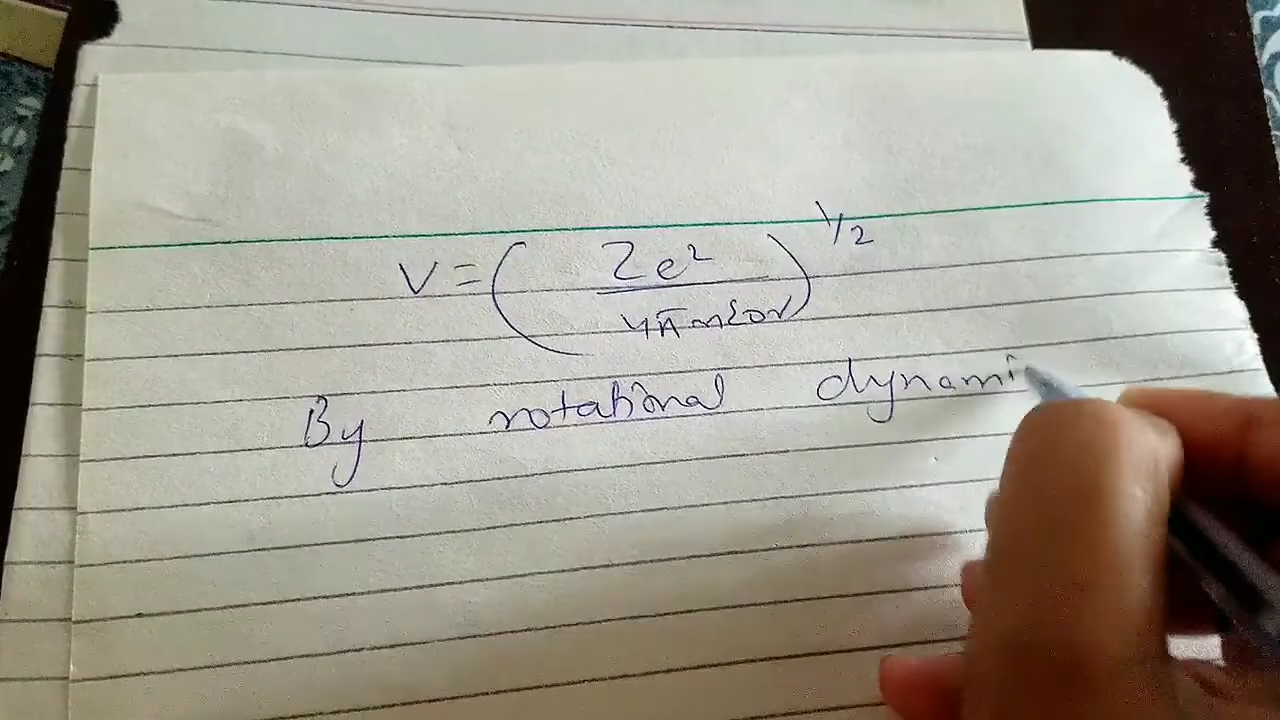 V = (Ze²/4πmε0r)^1/2
By rotational dynami